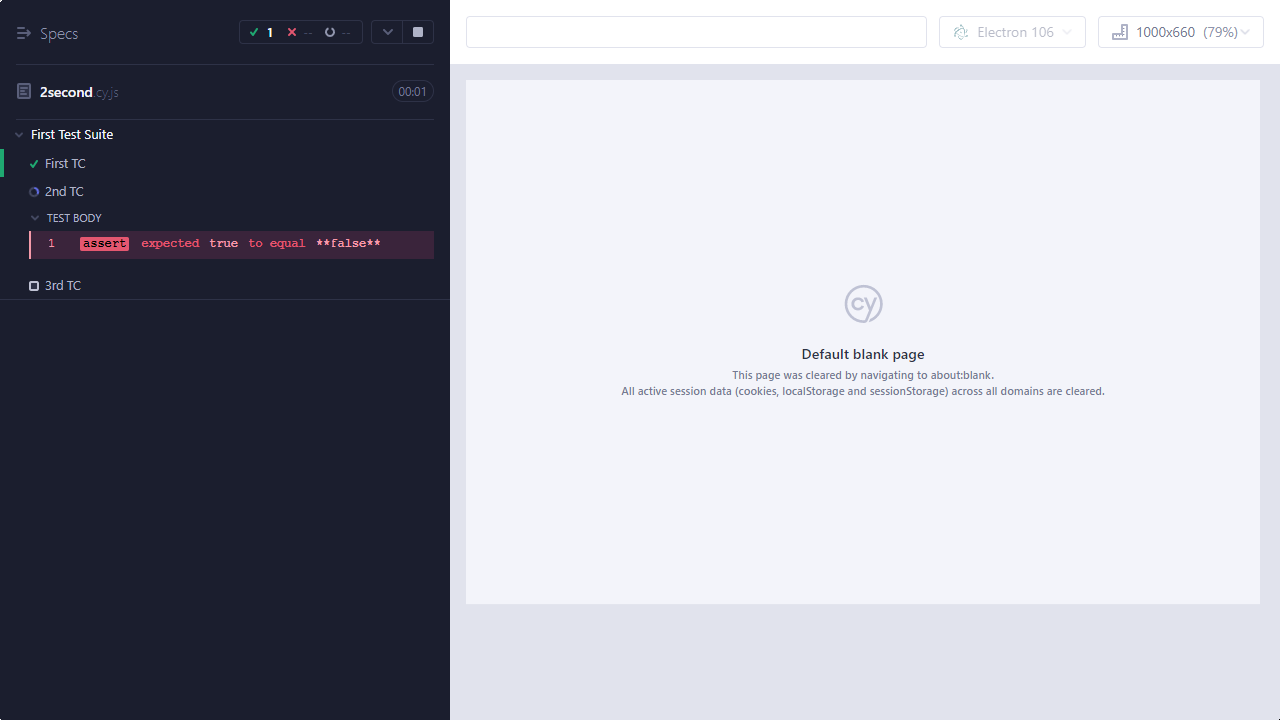 Specs
1 -- --
2second.cy.js
00:01
First Test Suite
First TC
2nd TC
TEST BODY
1 assert expected true to equal **false**
3rd TC
Electron 106
1000x660 (79%)
cy
Default blank page
This page was cleared by navigating to about:blank.
All active session data (cookies, localStorage and sessionStorage) across all domains are cleared.